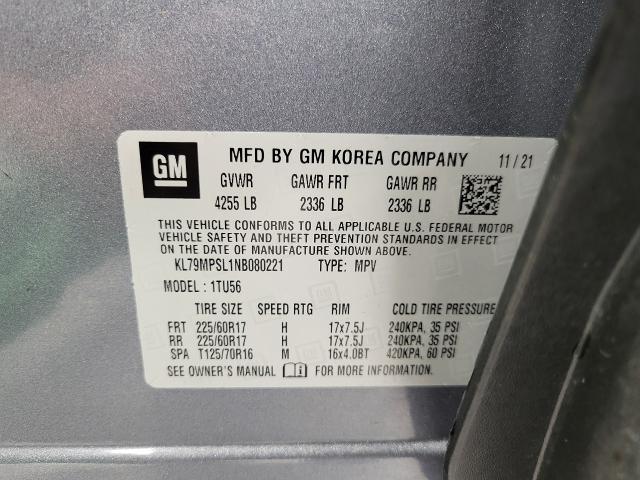 GM MFD BY GM KOREA COMPANY 11/21
GVWR GAWR FRT GAWR RR
4255 LB 2336 LB 2336 LB
THIS VEHICLE CONFORMS TO ALL APPLICABLE U.S. FEDERAL MOTOR
VEHICLE SAFETY AND THEFT PREVENTION STANDARDS IN EFFECT
ON THE DATE OF MANUFACTURE SHOWN ABOVE.
KL79MPSL1NB080221 TYPE: MPV
MODEL: 1TU56
TIRE SIZE SPEED RTG RIM COLD TIRE PRESSURE
FRT 225/60R17 H 17x7.5J 240KPA, 35 PSI
RR 225/60R17 H 17x7.5J 240KPA, 35 PSI
SPA T125/70R16 M 16x4.0BT 420KPA, 60 PSI
SEE OWNER'S MANUAL FOR MORE INFORMATION.